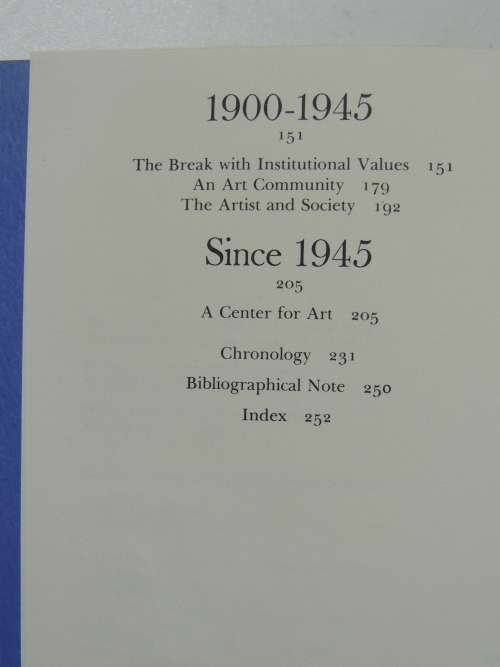 1900-1945
151
The Break with Institutional Values 151
An Art Community 179
The Artist and Society 192
Since 1945
205
A Center for Art 205
Chronology 231
Bibliographical Note 250
Index 252